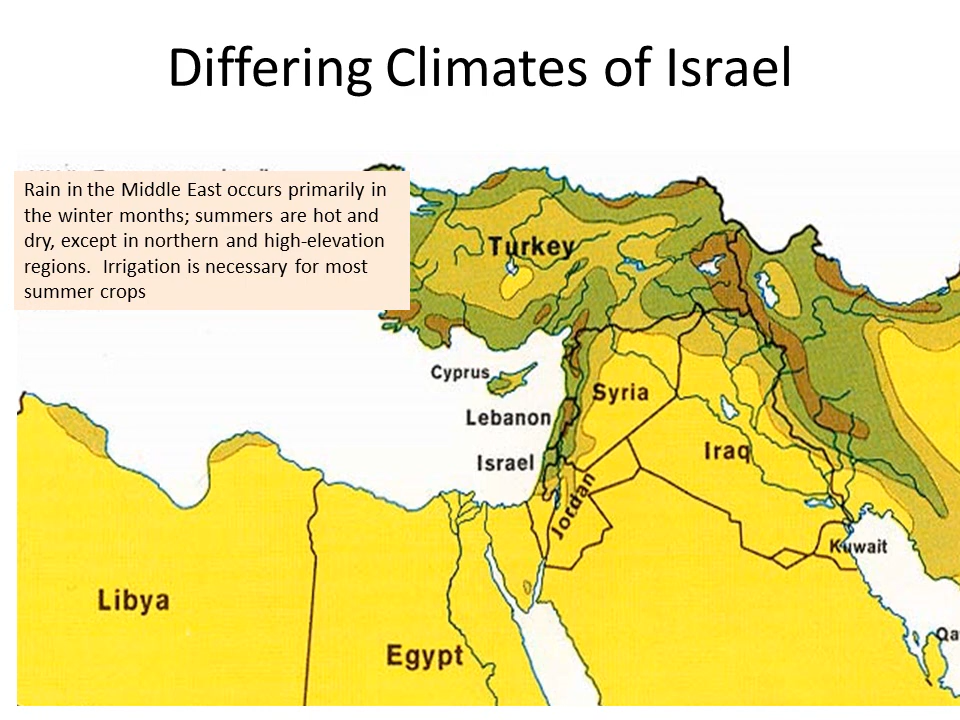 Differing Climates of Israel
Rain in the Middle East occurs primarily in
the winter months; summers are hot and
dry, except in northern and high-elevation
regions.  Irrigation is necessary for most
summer crops
Turkey
Cyprus
Syria
Lebanon
Iraq
Israel
Jordan
Kuwait
Libya
Egypt
Qa